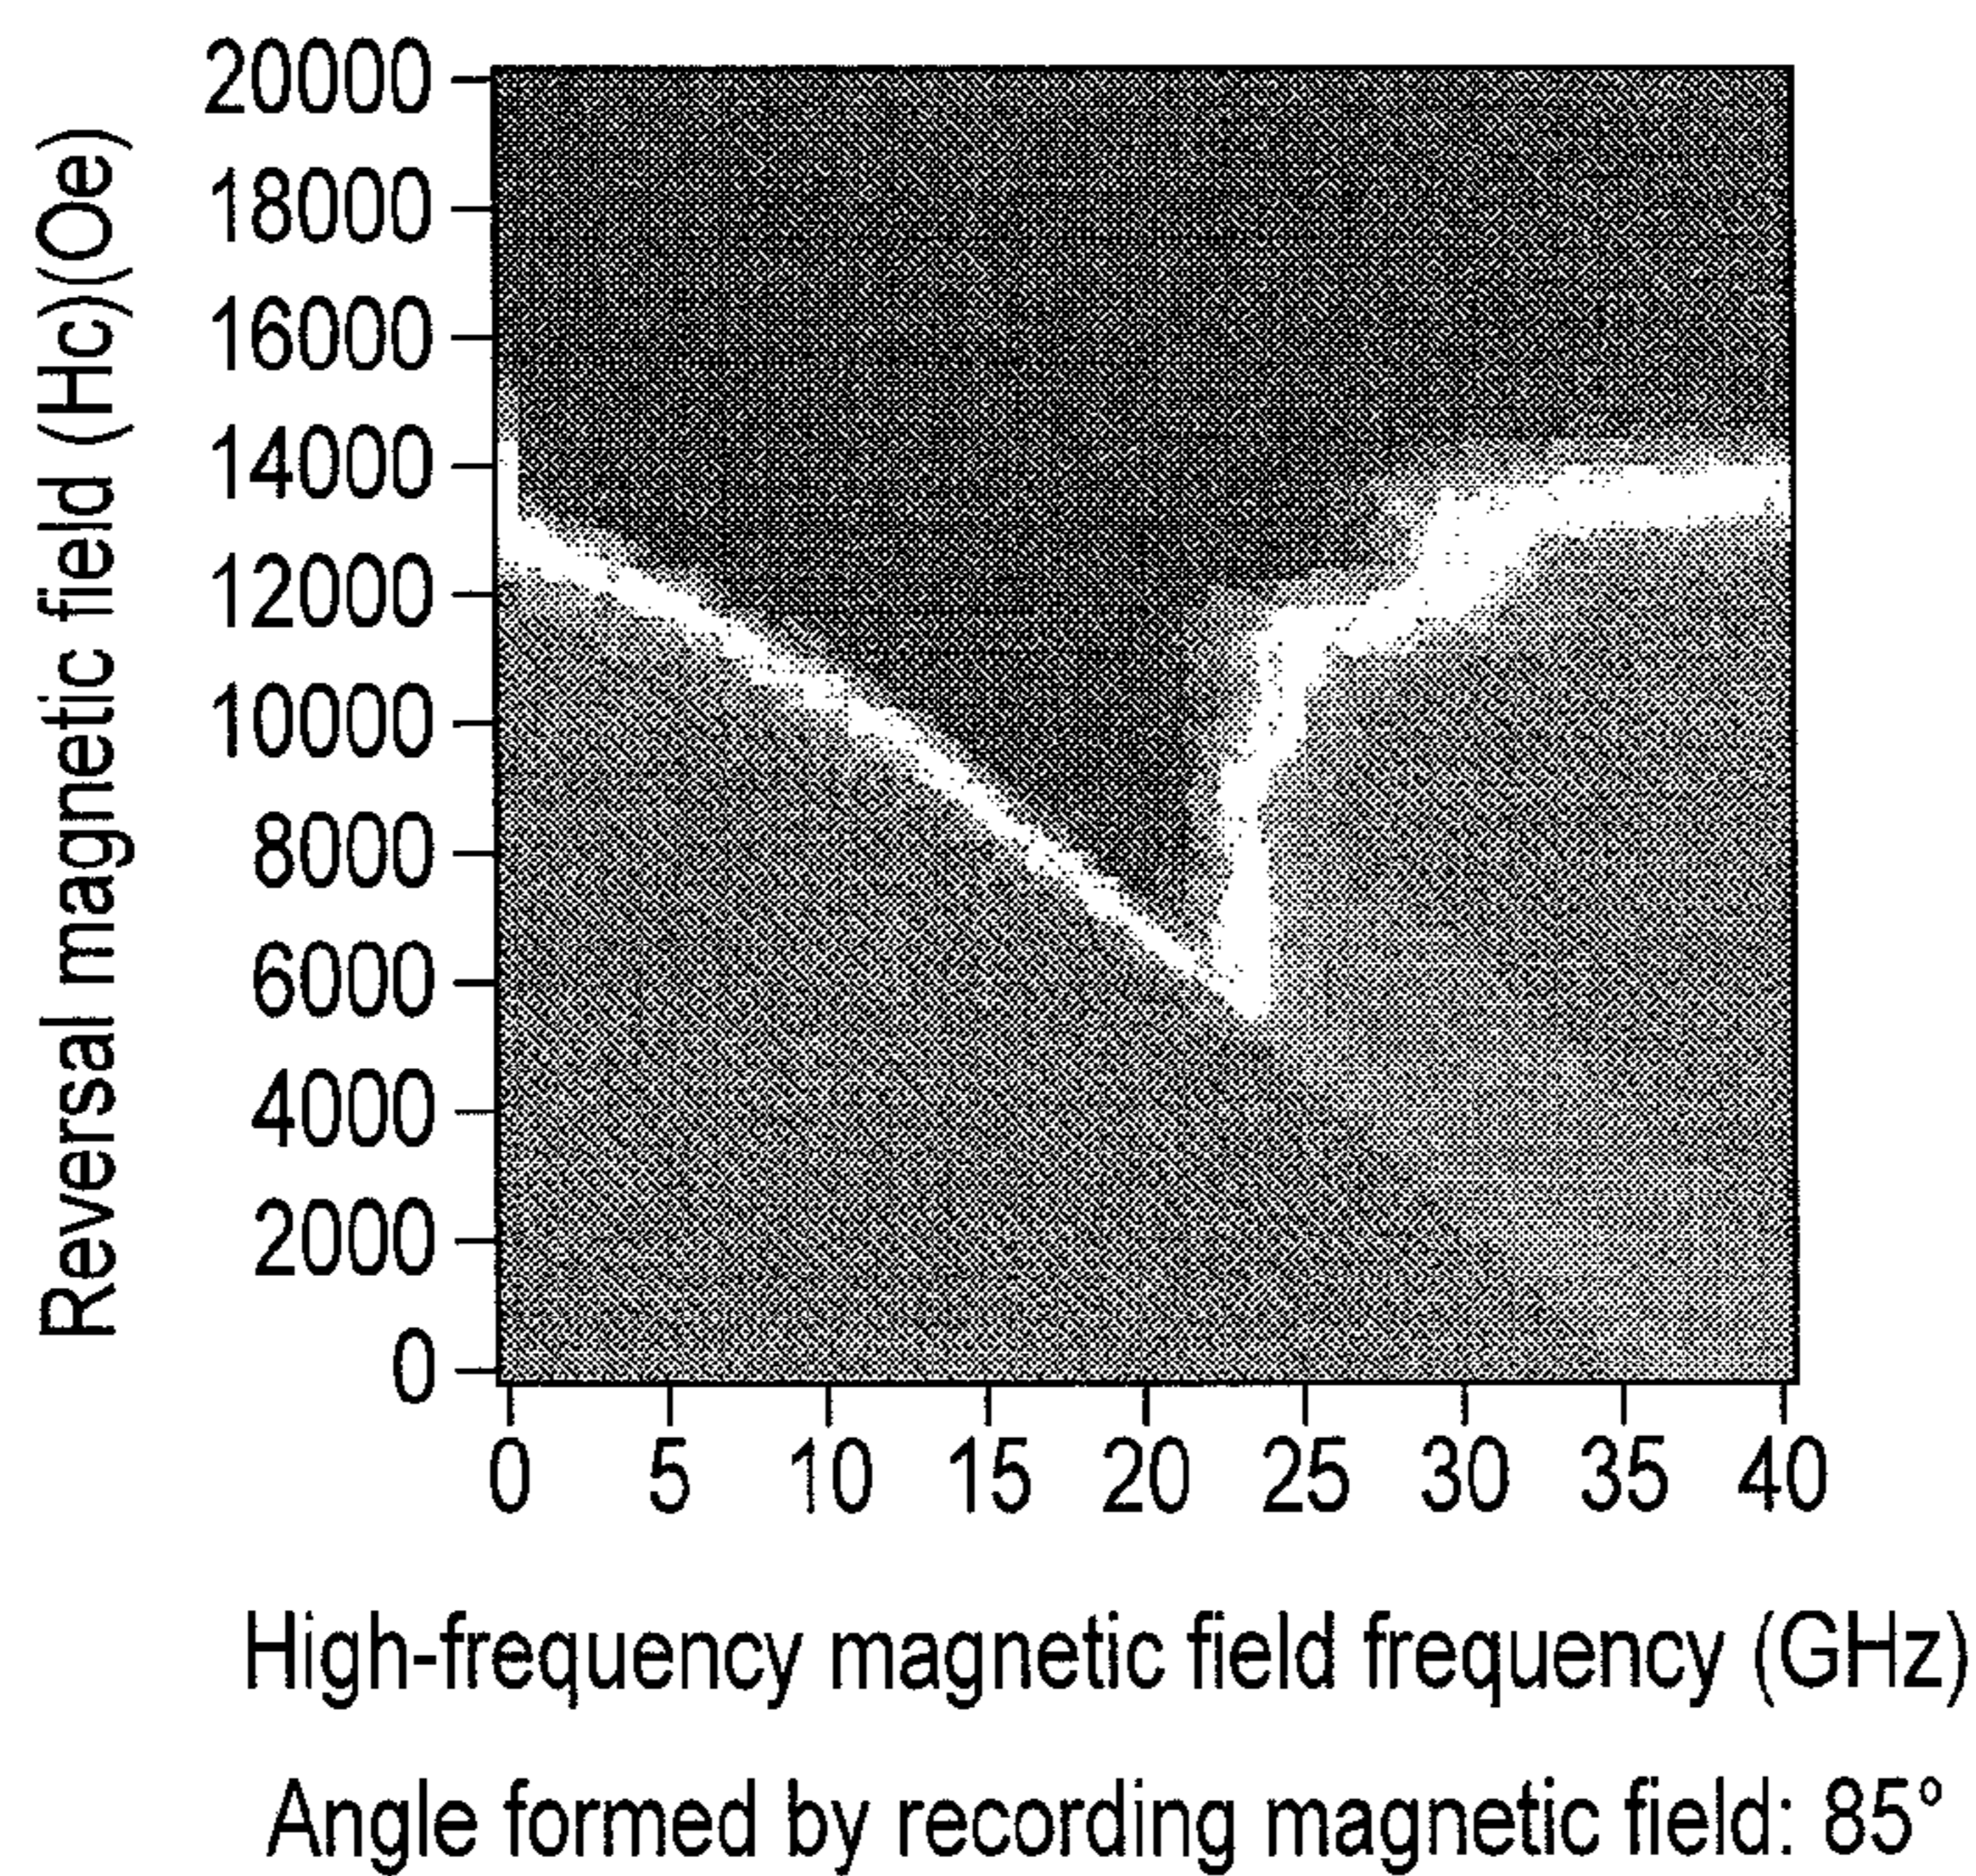 Reversal magnetic field (Hc)(Oe)
20000
18000
16000
14000
12000
10000
8000
6000
4000
2000
0
0 5 10 15 20 25 30 35 40
High-frequency magnetic field frequency (GHz)
Angle formed by recording magnetic field: 85°